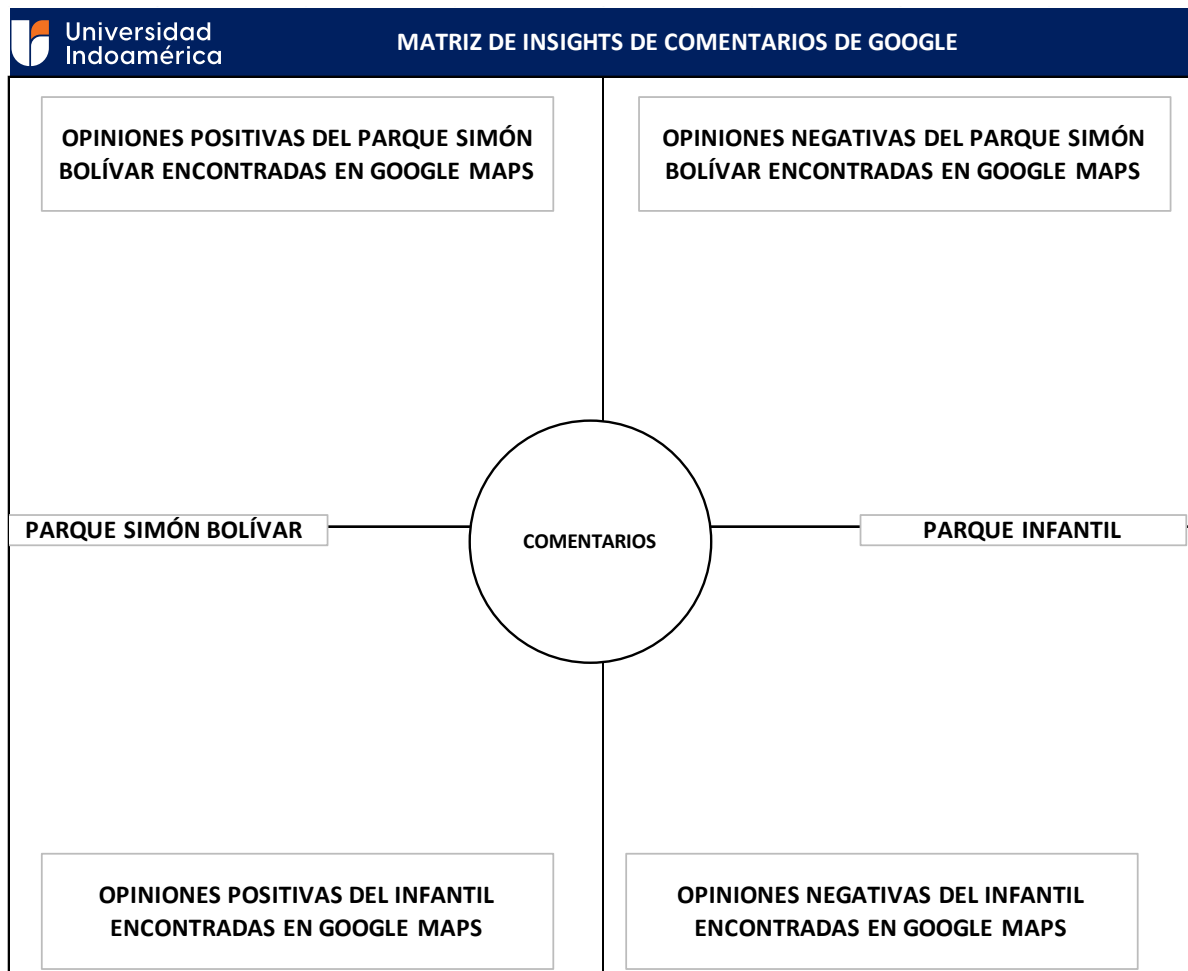 Universidad
Indoamérica
MATRIZ DE INSIGHTS DE COMENTARIOS DE GOOGLE
OPINIONES POSITIVAS DEL PARQUE SIMÓN
BOLÍVAR ENCONTRADAS EN GOOGLE MAPS
OPINIONES NEGATIVAS DEL PARQUE SIMÓN
BOLÍVAR ENCONTRADAS EN GOOGLE MAPS
PARQUE SIMÓN BOLÍVAR
COMENTARIOS
PARQUE INFANTIL
OPINIONES POSITIVAS DEL INFANTIL
ENCONTRADAS EN GOOGLE MAPS
OPINIONES NEGATIVAS DEL INFANTIL
ENCONTRADAS EN GOOGLE MAPS